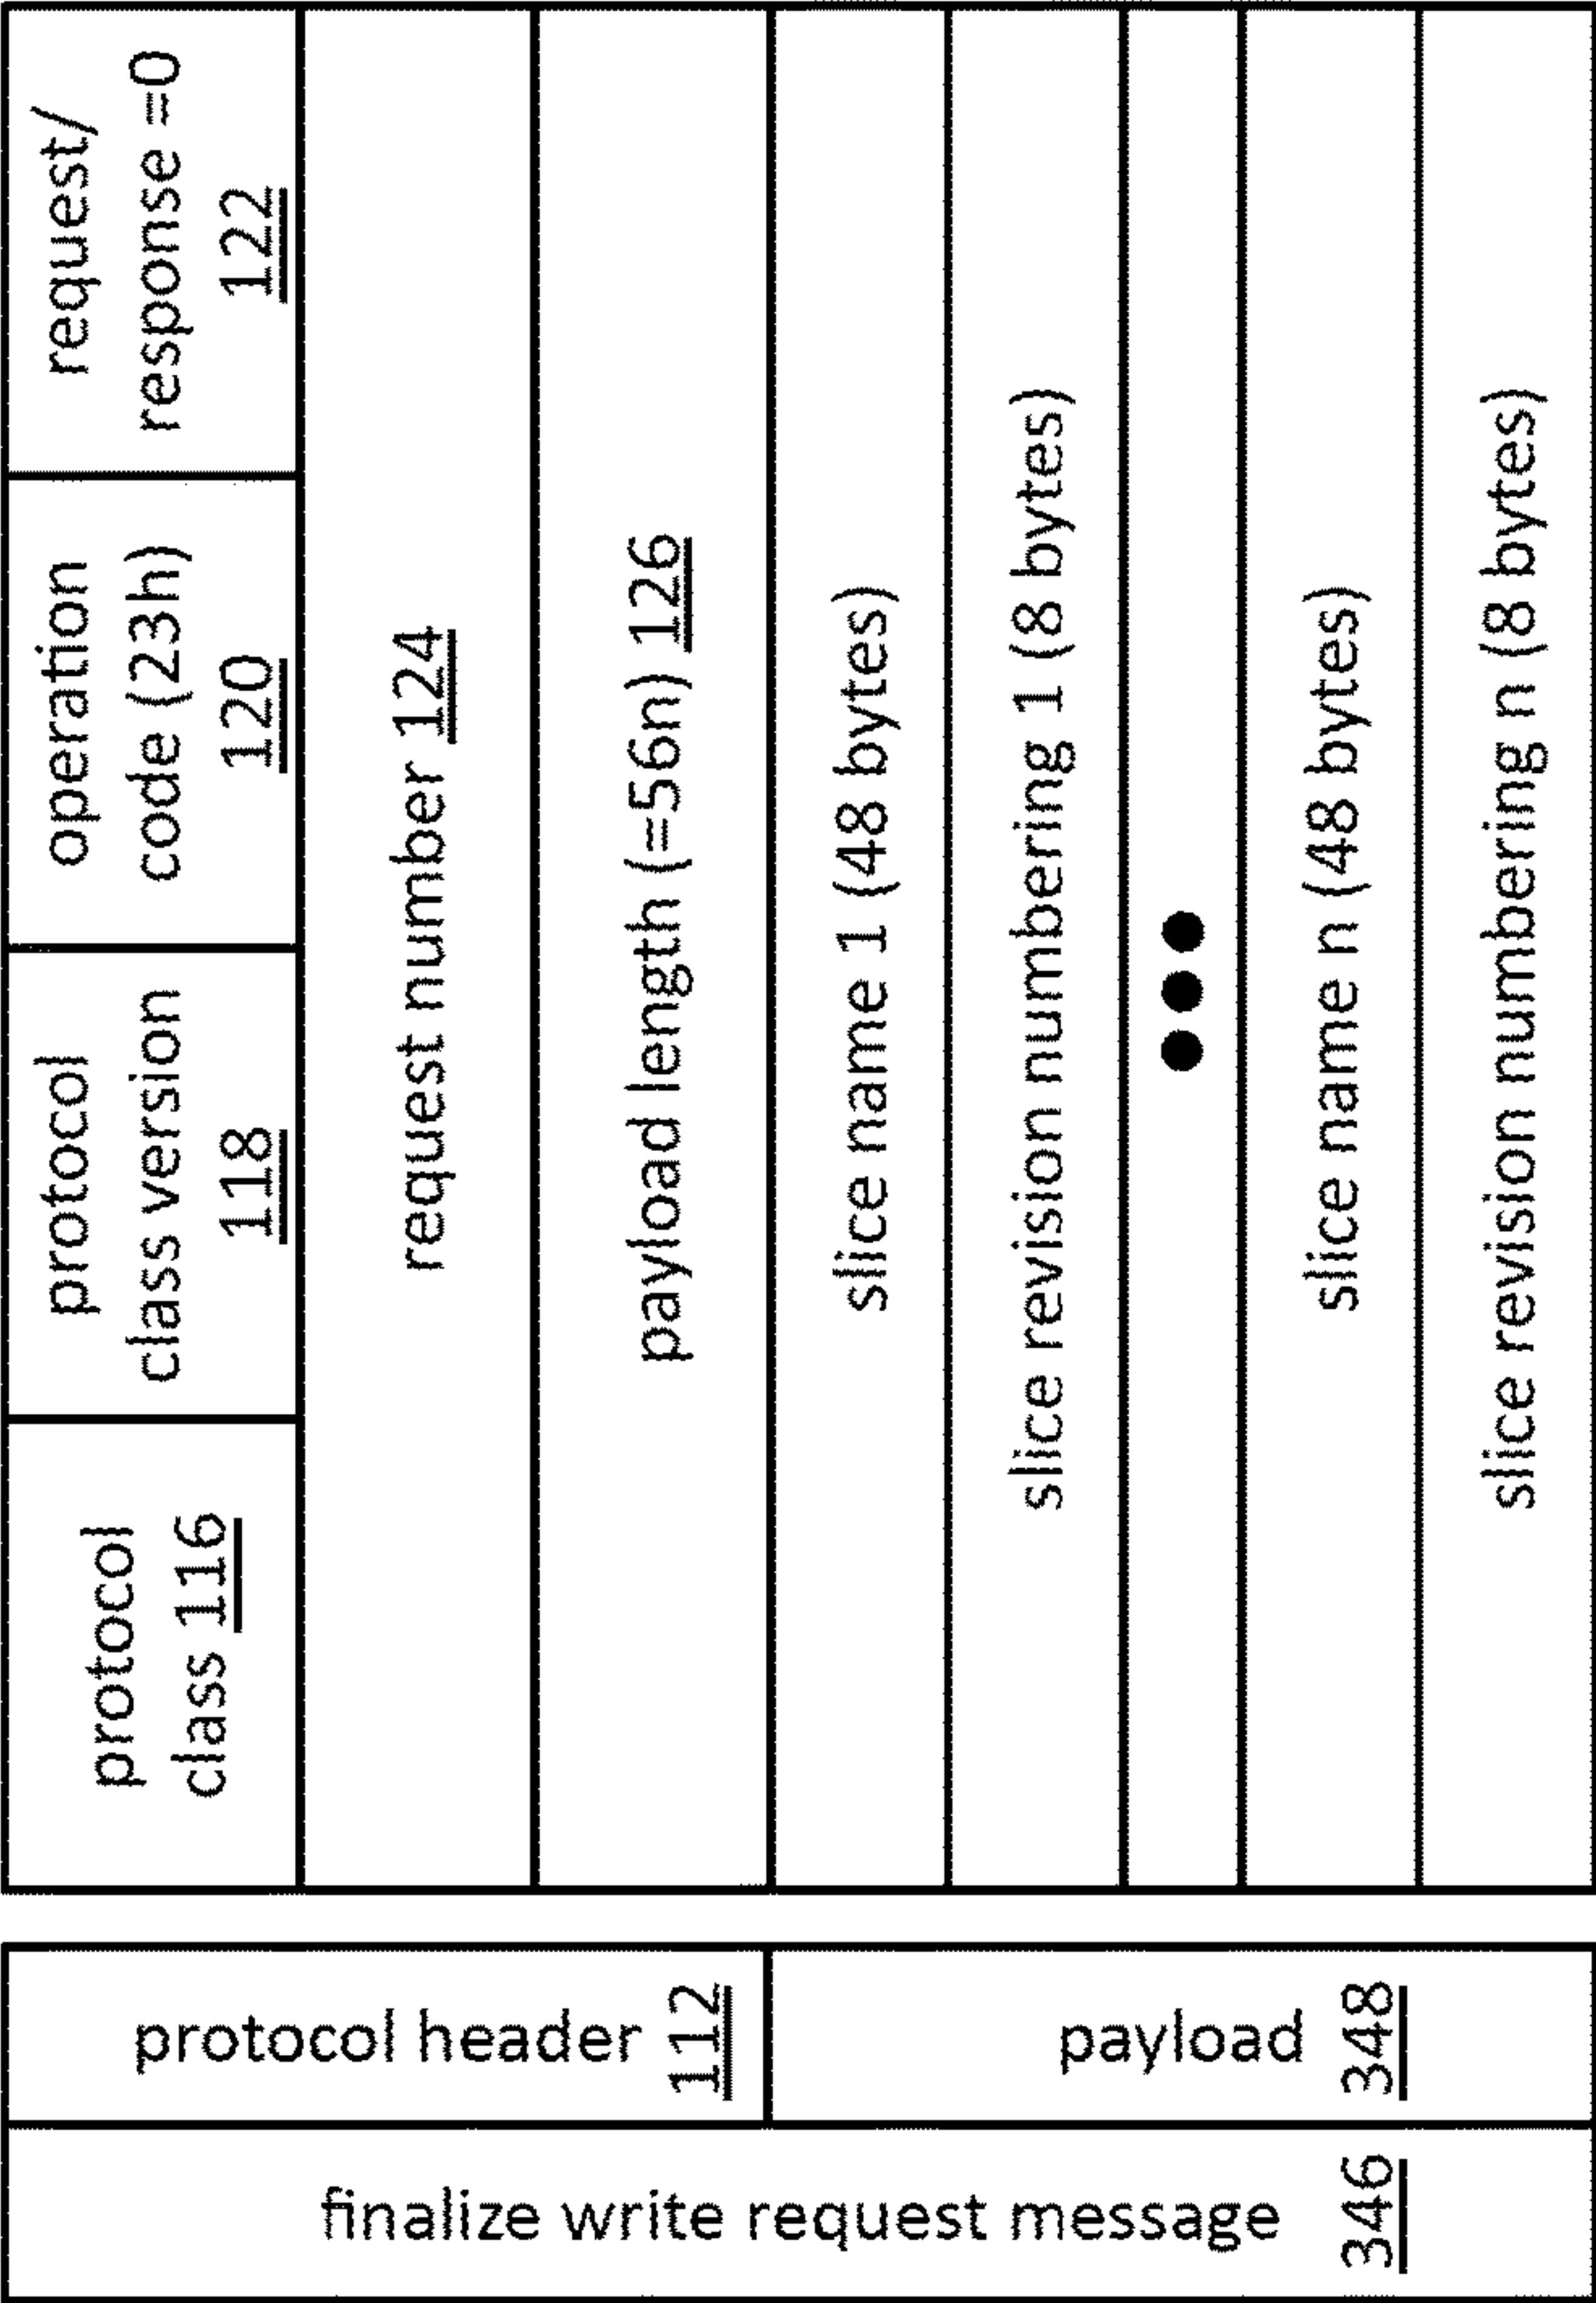 finalize write request message
346
protocol header 112
payload
348
protocol
class 116
protocol
class version
118
operation
code (23h)
120
request/
response =0
122
request number 124
payload length (=56n) 126
slice name 1 (48 bytes)
slice revision numbering 1 (8 bytes)
slice name n (48 bytes)
slice revision numbering n (8 bytes)